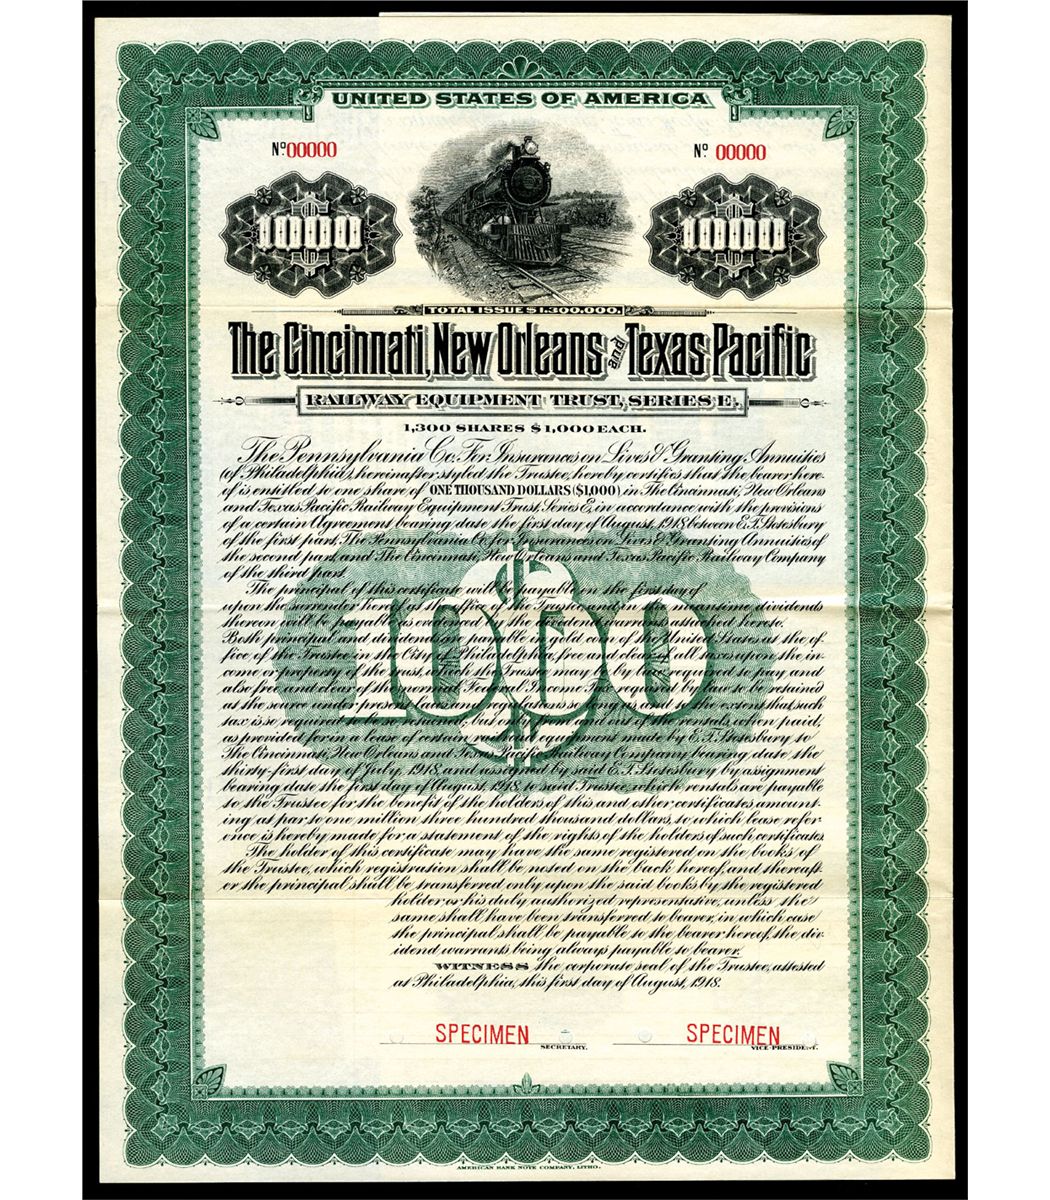 UNITED STATES OF AMERICA
Nº 00000
Nº 00000
TOTAL ISSUE $1,300,000.
The Cincinnati, New Orleans and Texas Pacific
RAILWAY EQUIPMENT TRUST, SERIES E.
1,300 SHARES $1,000 EACH.
The Pennsylvania Co. For Insurances on Lives & Granting Annuities
(of Philadelphia), hereinafter styled the Trustee, hereby certifies that the bearer here-
of is entitled to one share of ONE THOUSAND DOLLARS ($1,000) in The Cincinnati, New Orleans
and Texas Pacific Railway Equipment Trust, Series E, in accordance with the provisions
of a certain Agreement bearing date the first day of August, 1918 between E.T. Stotesbury
of the first part, The Pennsylvania Co. for Insurances on Lives & Granting Annuities of
the second part, and The Cincinnati, New Orleans and Texas Pacific Railway Company
of the third part.
The principal of this certificate will be payable on the first day of
upon the surrender hereof at the office of the Trustee and in the meantime dividends
thereon will be payable as evidenced by the dividend warrants attached hereto.
Both principal and dividends are payable in gold coin of the United States at the of-
fice of the Trustee in the City of Philadelphia, free and clear of all taxes upon the in-
come or property of the trust, which the Trustee may by law be required to pay and
also free and clear of the normal Federal Income Tax required by law to be retained
at the source under present laws and regulations so long and to the extent that such
tax is so required to be retained; but only from and out of the rentals, when paid,
as provided for in a lease of certain railroad equipment made by E.T. Stotesbury to
The Cincinnati, New Orleans and Texas Pacific Railway Company bearing date the
thirty-first day of July, 1918, and assigned by said E.T. Stotesbury by assignment
bearing date the first day of August, 1918, to said Trustee, which rentals are payable
to the Trustee for the benefit of the holders of this and other certificates, amount-
ing at par to one million three hundred thousand dollars, to which lease refer-
ence is hereby made for a statement of the rights of the holders of such certificates.
The holder of this certificate may have the same registered on the books of
the Trustee, which registration shall be noted on the back hereof, and thereaft-
er the principal shall be transferred only upon the said books by the registered
holder, or his duly authorized representative, unless the
same shall have been transferred to bearer, in which case
the principal shall be payable to the bearer hereof, the div-
idend warrants being always payable to bearer.
WITNESS the corporate seal of the Trustee, attested
at Philadelphia, this first day of August, 1918.
$1000
SPECIMEN
SECRETARY.
SPECIMEN
VICE-PRESIDENT.
AMERICAN BANK NOTE COMPANY, LITHO.